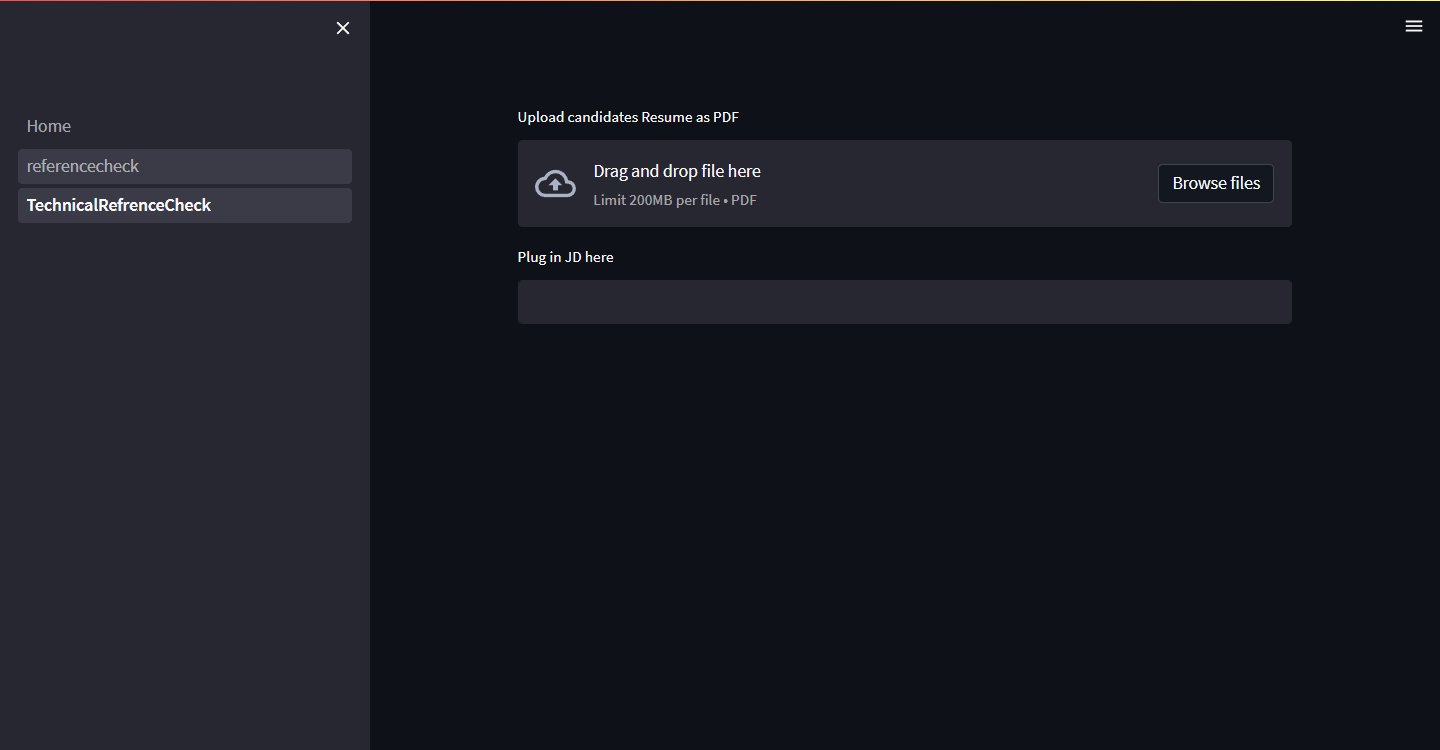 Home
referencecheck
TechnicalRefrenceCheck
Upload candidates Resume as PDF
Drag and drop file here
Limit 200MB per file • PDF
Browse files
Plug in JD here